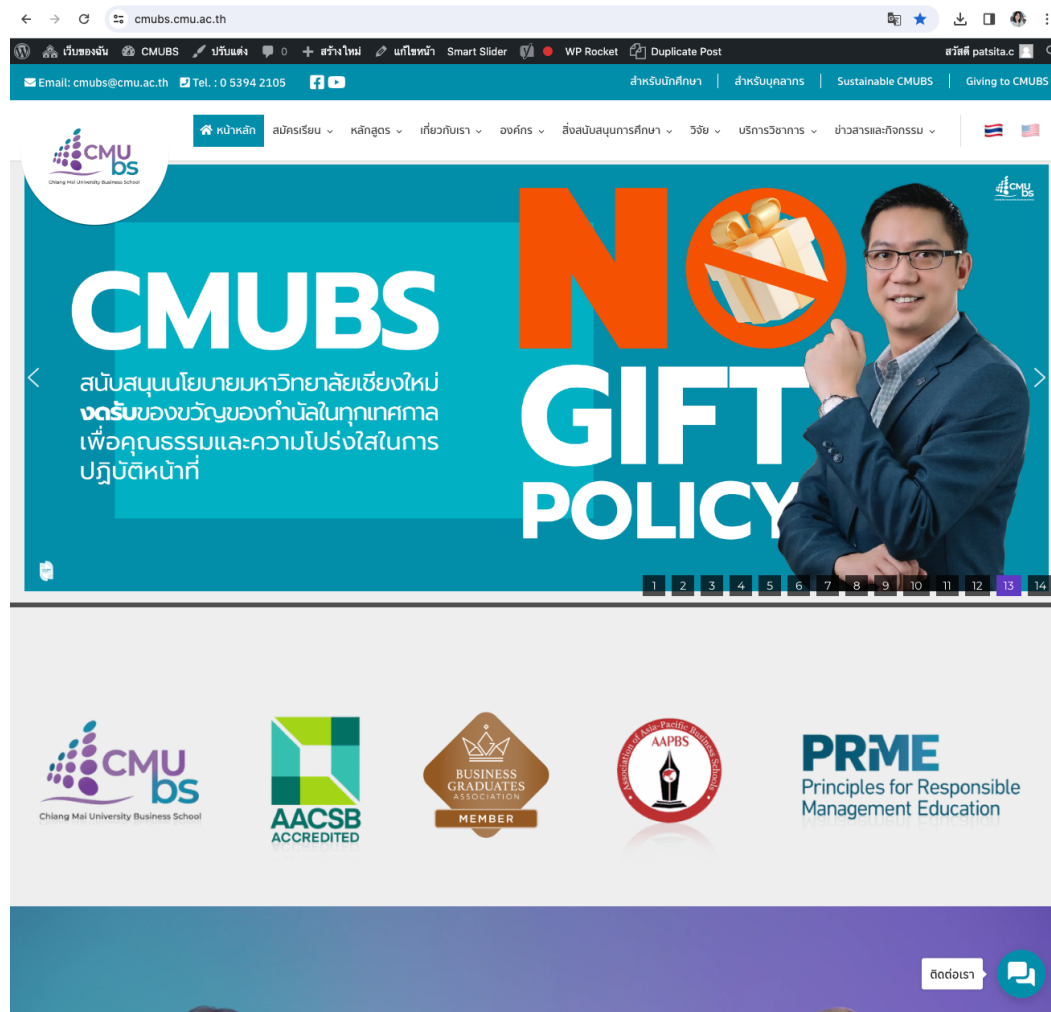 cmubs.cmu.ac.th
เว็บของฉัน CMUBS ปรับแต่ง 0 + สร้างใหม่ แก้ไขหน้า Smart Slider WP Rocket Duplicate Post สวัสดี patsita.c
Email: cmubs@cmu.ac.th Tel. : 0 5394 2105 สำหรับนักศึกษา | สำหรับบุคลากร | Sustainable CMUBS | Giving to CMUBS
หน้าหลัก สมัครเรียน หลักสูตร เกี่ยวกับเรา องค์กร สิ่งสนับสนุนการศึกษา วิจัย บริการวิชาการ ข่าวสารและกิจกรรม
CMU
bs
Chiang Mai University Business School
CMU
bs
CMUBS
สนับสนุนนโยบายมหาวิทยาลัยเชียงใหม่
งดรับของขวัญของกำนัลในทุกเทศกาล
เพื่อคุณธรรมและความโปร่งใสในการ
ปฏิบัติหน้าที่
NO
GIFT
POLICY
1 2 3 4 5 6 7 8 9 10 11 12 13 14
CMU
bs
Chiang Mai University Business School
AACSB
ACCREDITED
BUSINESS
GRADUATES
ASSOCIATION
MEMBER
Association of Asia-Pacific Business Schools
AAPBS
PRME
Principles for Responsible
Management Education
ติดต่อเรา